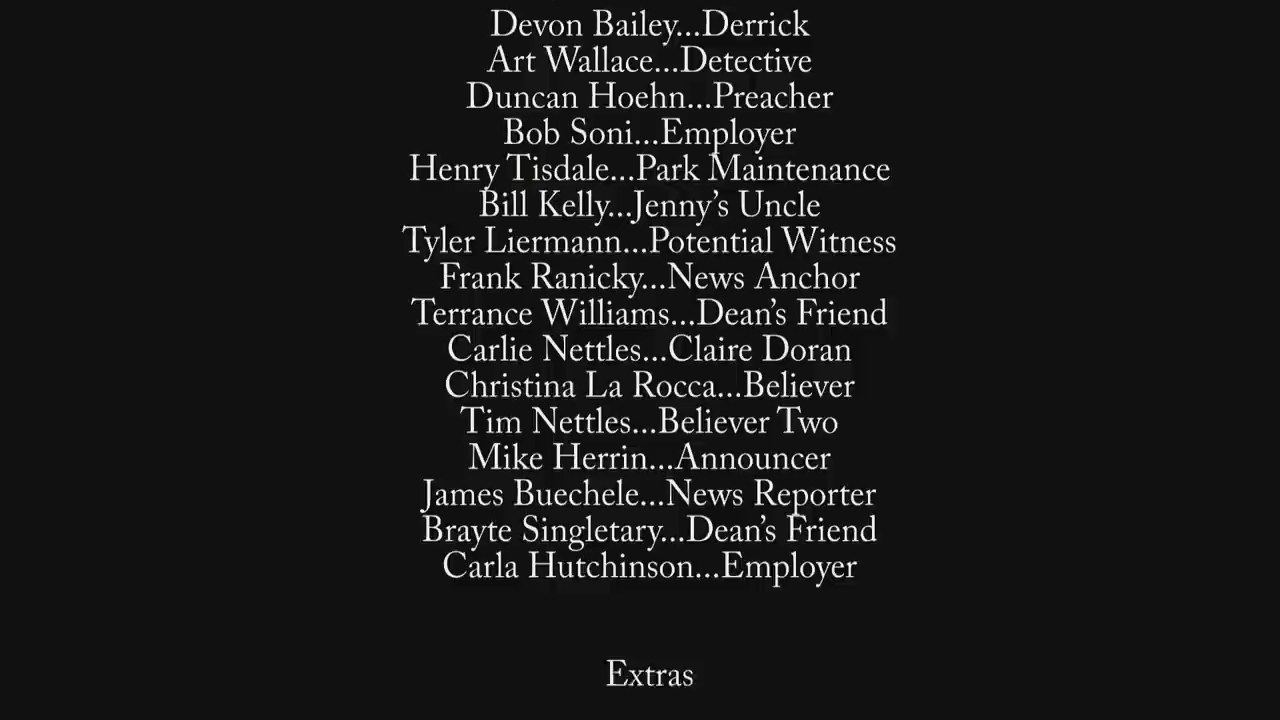 Devon Bailey...Derrick
Art Wallace...Detective
Duncan Hoehn...Preacher
Bob Soni...Employer
Henry Tisdale...Park Maintenance
Bill Kelly...Jenny’s Uncle
Tyler Liermann...Potential Witness
Frank Ranicky...News Anchor
Terrance Williams...Dean’s Friend
Carlie Nettles...Claire Doran
Christina La Rocca...Believer
Tim Nettles...Believer Two
Mike Herrin...Announcer
James Buechele...News Reporter
Brayte Singletary...Dean’s Friend
Carla Hutchinson...Employer
Extras